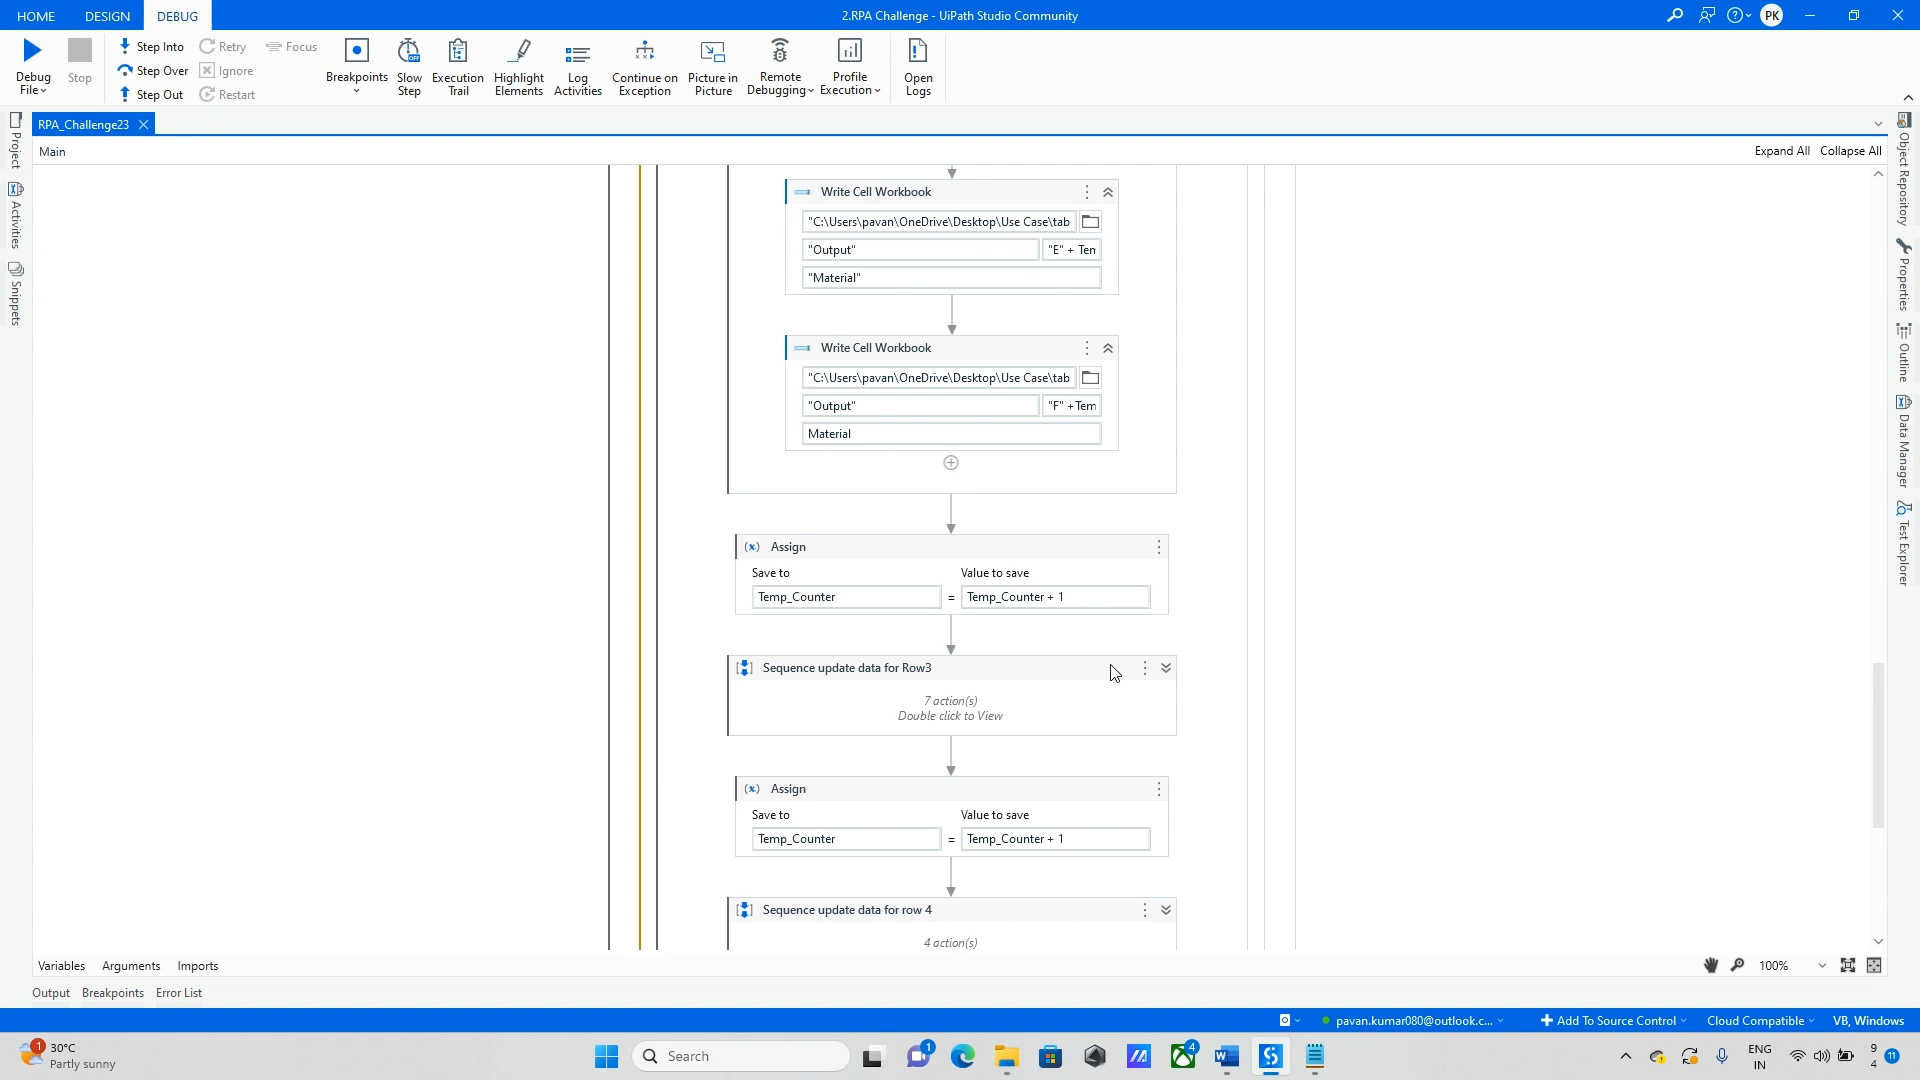 HOME DESIGN DEBUG
2.RPA Challenge - UiPath Studio Community
PK
Debug File
Stop
Step Into
Step Over
Step Out
Retry
Ignore
Restart
Focus
Breakpoints
Slow Step
Execution Trail
Highlight Elements
Log Activities
Continue on Exception
Picture in Picture
Remote Debugging
Profile Execution
Open Logs
RPA_Challenge23
Main
Expand All Collapse All
Project
Activities
Snippets
Object Repository
Properties
Outline
Data Manager
Test Explorer
Write Cell Workbook
"C:\Users\pavan\OneDrive\Desktop\Use Case\tab
"Output" "E" + Ten
"Material"
Write Cell Workbook
"C:\Users\pavan\OneDrive\Desktop\Use Case\tab
"Output" "F" +Tem
Material
Assign
Save to Value to save
Temp_Counter = Temp_Counter + 1
Sequence update data for Row3
7 action(s)
Double click to View
Assign
Save to Value to save
Temp_Counter = Temp_Counter + 1
Sequence update data for row 4
4 action(s)
Variables Arguments Imports
100%
Output Breakpoints Error List
pavan.kumar080@outlook.c...
Add To Source Control
Cloud Compatible
VB, Windows
1
30°C
Partly sunny
Search
1
4
ENG
IN
9
4
11